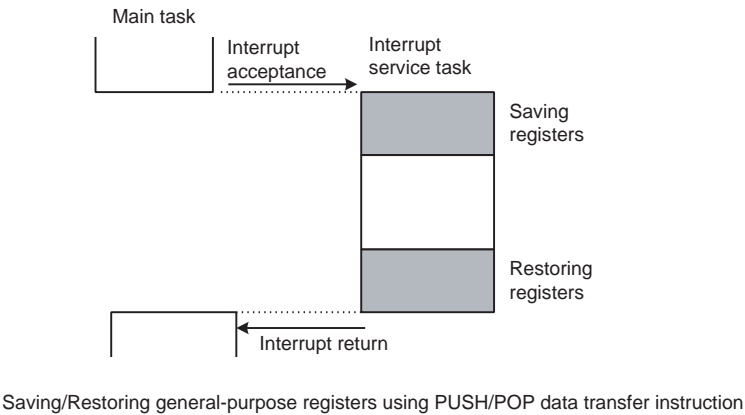 Main task
Interrupt
acceptance
Interrupt
service task
Saving
registers
Restoring
registers
Interrupt return
Saving/Restoring general-purpose registers using PUSH/POP data transfer instruction